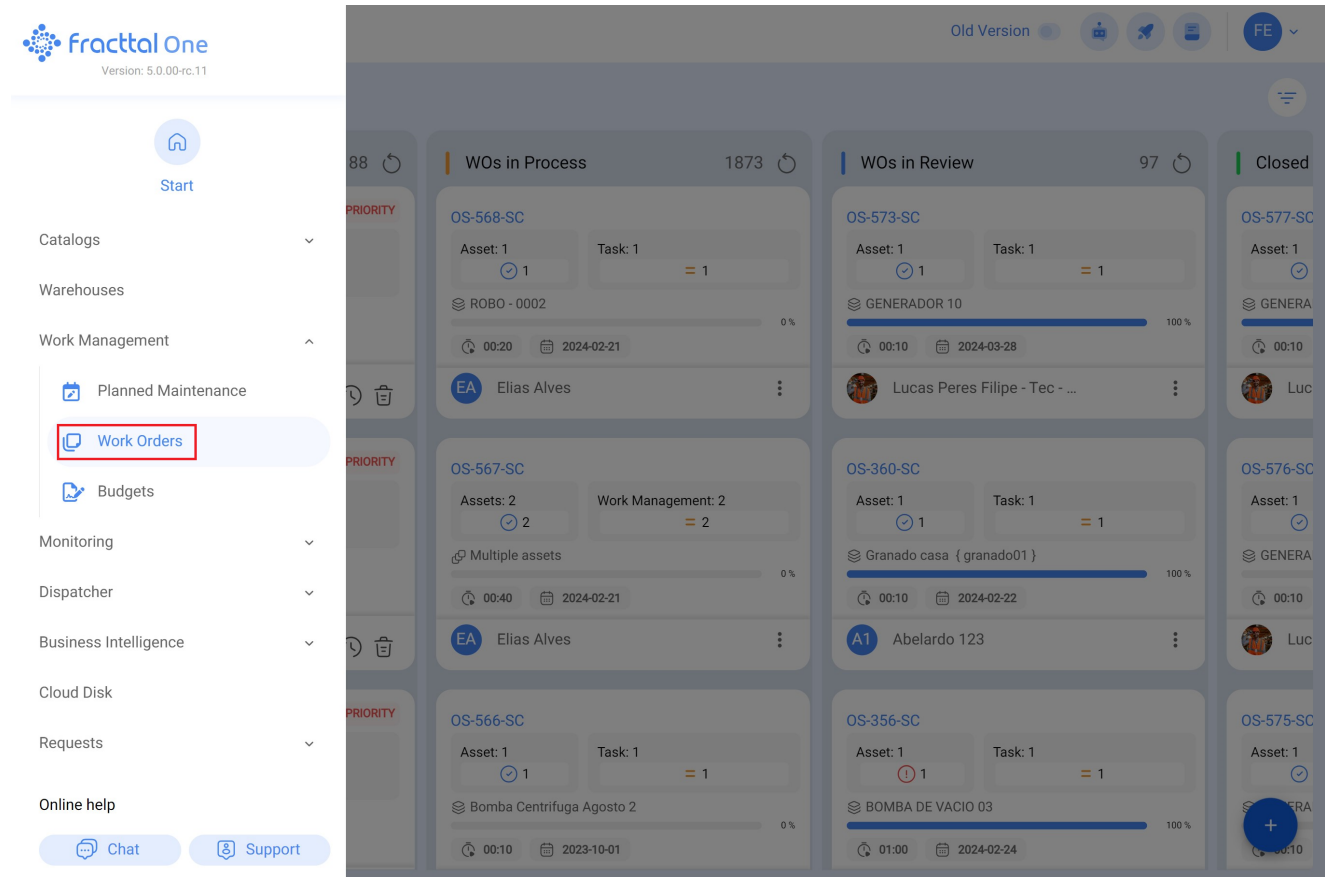 fracttal One
Version: 5.0.00-rc.11
Start
Catalogs
Warehouses
Work Management
Planned Maintenance
Work Orders
Budgets
Monitoring
Dispatcher
Business Intelligence
Cloud Disk
Requests
Online help
Chat
Support
Old Version
FE
88
PRIORITY
PRIORITY
PRIORITY
WOs in Process 1873
OS-568-SC
Asset: 1 Task: 1
1 = 1
ROBO - 0002
0 %
00:20 2024-02-21
EA Elias Alves
OS-567-SC
Assets: 2 Work Management: 2
2 = 2
Multiple assets
0 %
00:40 2024-02-21
EA Elias Alves
OS-566-SC
Asset: 1 Task: 1
1 = 1
Bomba Centrifuga Agosto 2
0 %
00:10 2023-10-01
WOs in Review 97
OS-573-SC
Asset: 1 Task: 1
1 = 1
GENERADOR 10
100 %
00:10 2024-03-28
Lucas Peres Filipe - Tec - ...
OS-360-SC
Asset: 1 Task: 1
1 = 1
Granado casa { granado01 }
100 %
00:10 2024-02-22
A1 Abelardo 123
OS-356-SC
Asset: 1 Task: 1
1 = 1
BOMBA DE VACIO 03
100 %
01:00 2024-02-24
Closed
OS-577-SC
Asset: 1
GENERA
00:10
Luc
OS-576-SC
Asset: 1
GENERA
00:10
Luc
OS-575-SC
Asset: 1
+